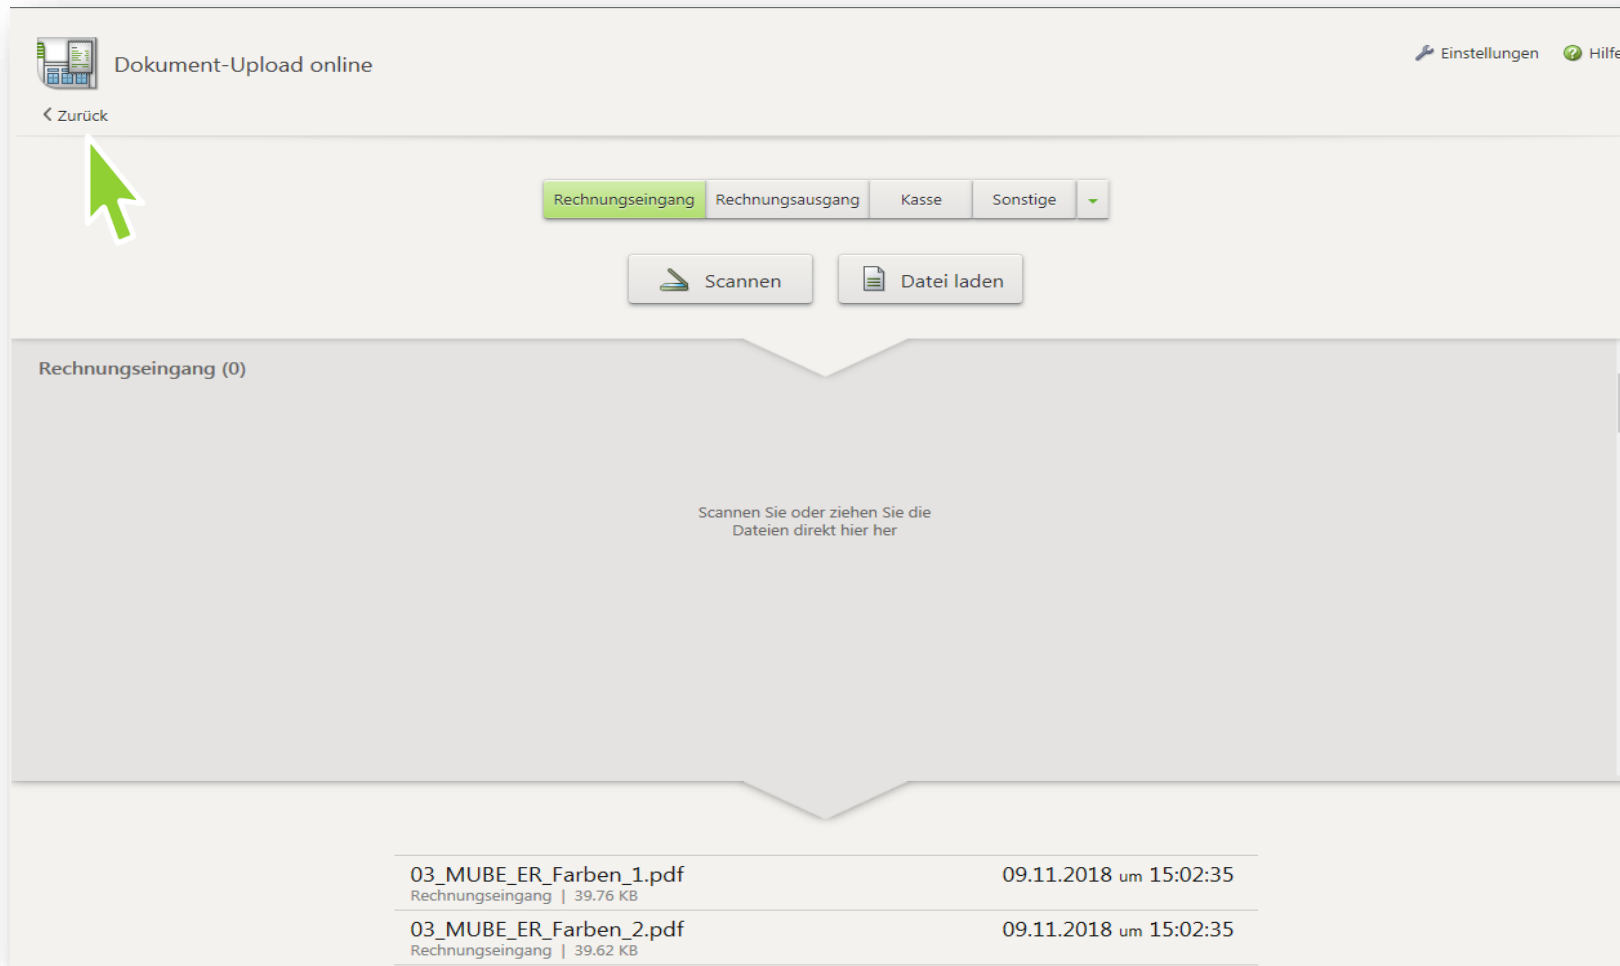 Dokument-Upload online
Einstellungen
Hilfe
Zurück
Rechnungseingang
Rechnungsausgang
Kasse
Sonstige
Scannen
Datei laden
Rechnungseingang (0)
Scannen Sie oder ziehen Sie die
Dateien direkt hier her
03_MUBE_ER_Farben_1.pdf 09.11.2018 um 15:02:35
Rechnungseingang | 39.76 KB
03_MUBE_ER_Farben_2.pdf 09.11.2018 um 15:02:35
Rechnungseingang | 39.62 KB